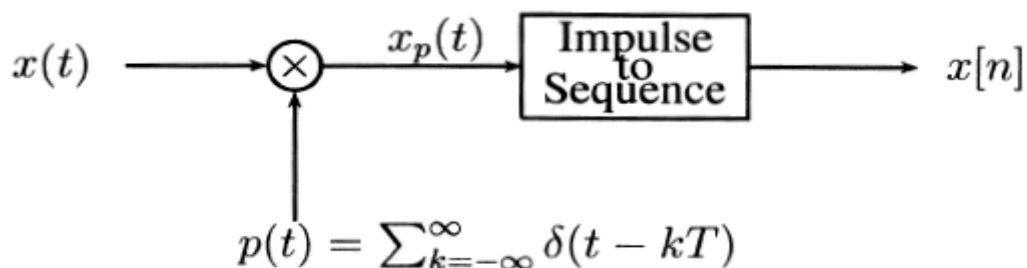 x(t)
x_p(t)
Impulse
to
Sequence
x[n]
p(t) = ∑_{k=-∞}^{∞} δ(t − kT)